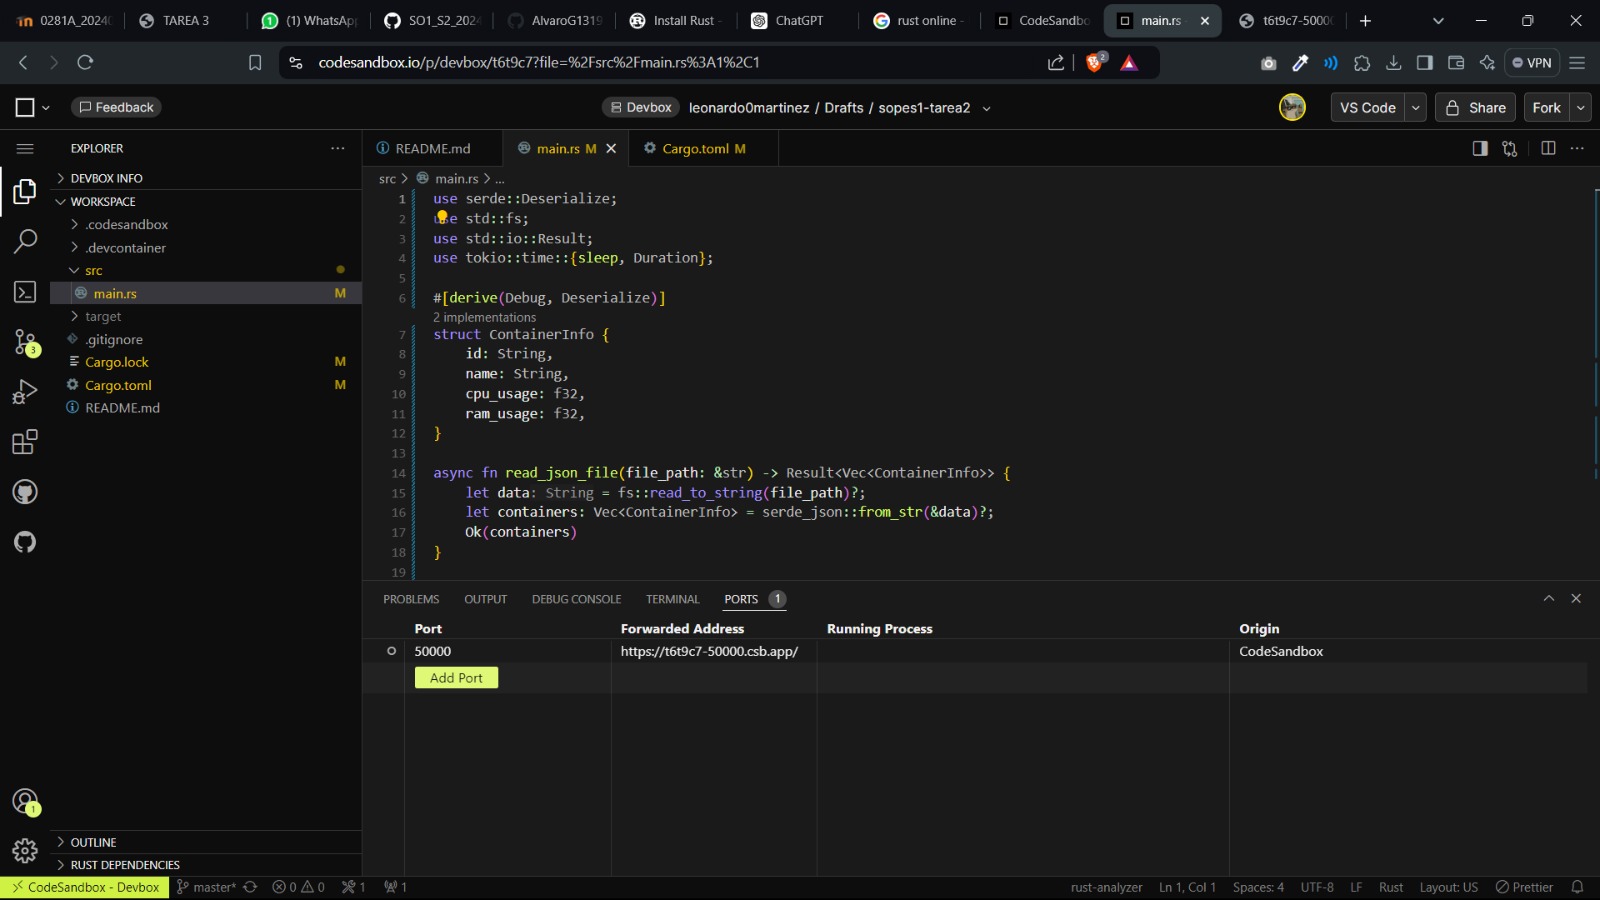 0281A_2024
TAREA 3
(1) WhatsApp
SO1_S2_2024
AlvaroG1319
Install Rust -
ChatGPT
rust online -
CodeSandbo
main.rs
t6t9c7-5000
codesandbox.io/p/devbox/t6t9c7?file=%2Fsrc%2Fmain.rs%3A1%2C1
2
VPN
Feedback
Devbox
leonardo0martinez / Drafts / sopes1-tarea2
VS Code
Share
Fork
EXPLORER
README.md
main.rs M
Cargo.toml M
DEVBOX INFO
WORKSPACE
.codesandbox
.devcontainer
src
main.rs M
target
.gitignore
Cargo.lock M
Cargo.toml M
README.md
3
src > main.rs > ...
1 use serde::Deserialize;
2 use std::fs;
3 use std::io::Result;
4 use tokio::time::{sleep, Duration};
5
6 #[derive(Debug, Deserialize)]
2 implementations
7 struct ContainerInfo {
8 id: String,
9 name: String,
10 cpu_usage: f32,
11 ram_usage: f32,
12 }
13
14 async fn read_json_file(file_path: &str) -> Result<Vec<ContainerInfo>> {
15 let data: String = fs::read_to_string(file_path)?;
16 let containers: Vec<ContainerInfo> = serde_json::from_str(&data)?;
17 Ok(containers)
18 }
19
PROBLEMS
OUTPUT
DEBUG CONSOLE
TERMINAL
PORTS 1
Port
Forwarded Address
Running Process
Origin
50000
https://t6t9c7-50000.csb.app/
CodeSandbox
Add Port
1
OUTLINE
RUST DEPENDENCIES
CodeSandbox - Devbox
master*
0
0
1
1
rust-analyzer
Ln 1, Col 1
Spaces: 4
UTF-8
LF
Rust
Layout: US
Prettier